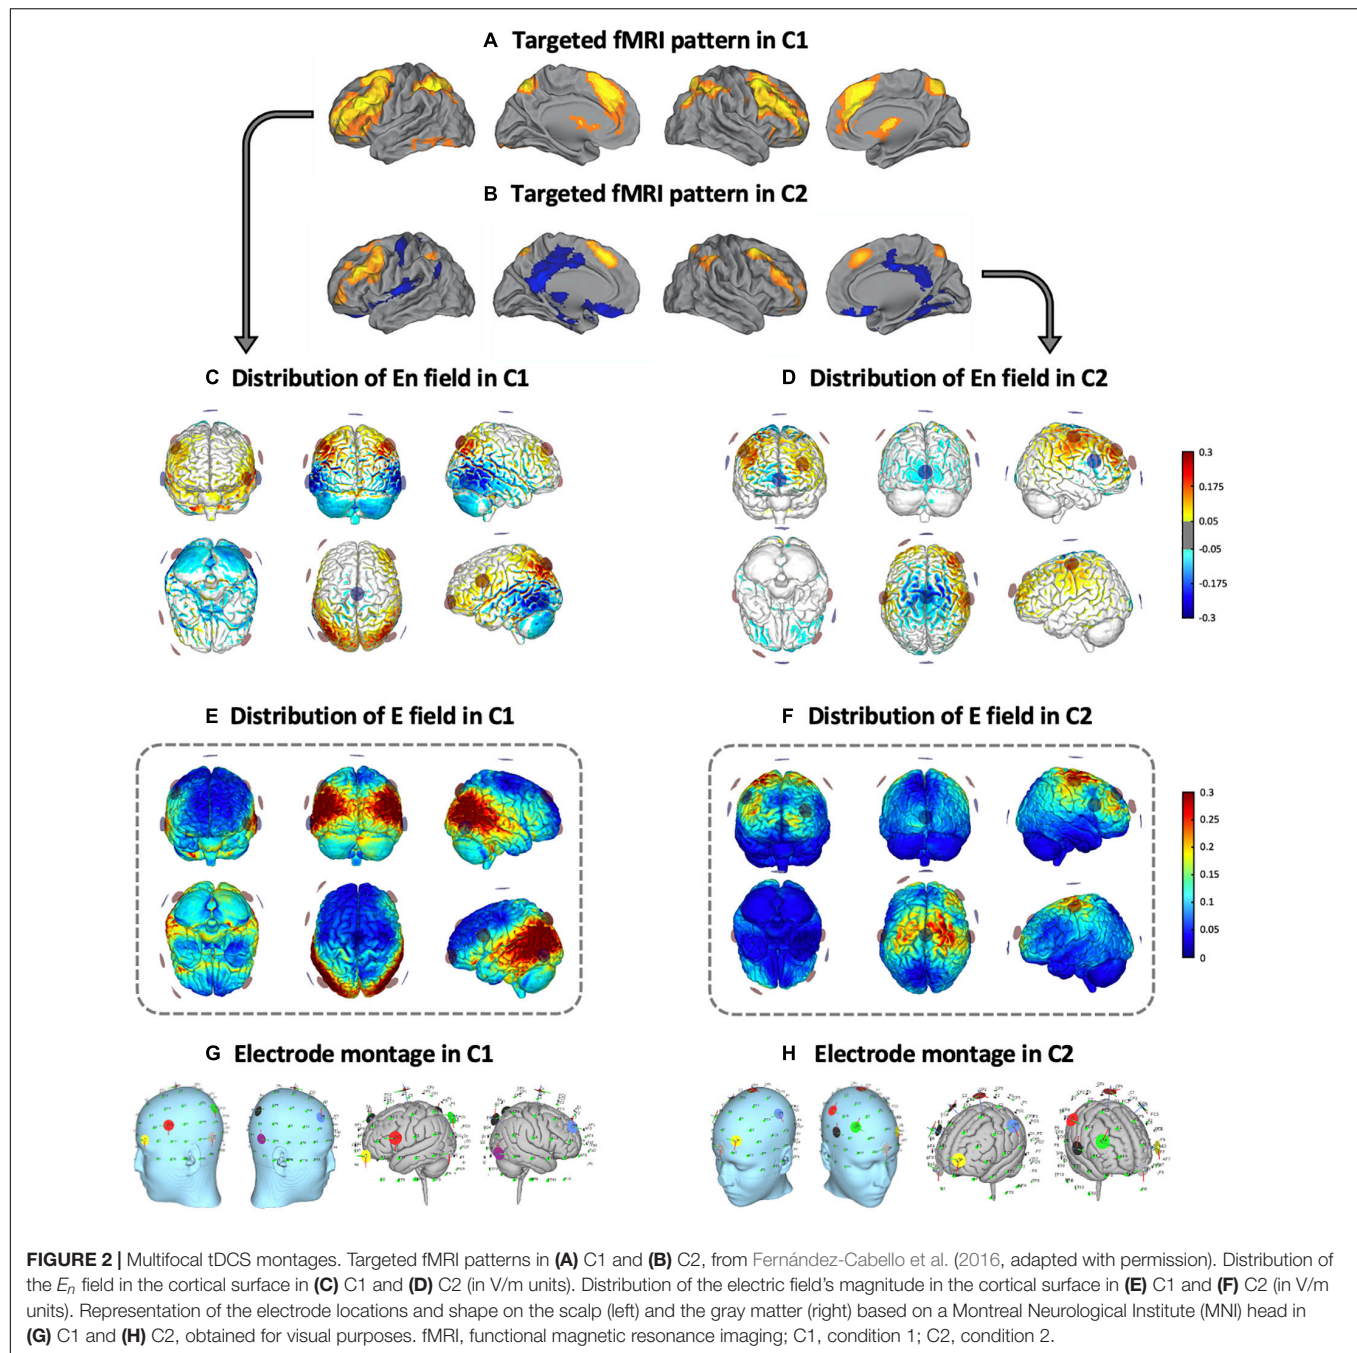 A Targeted fMRI pattern in C1
B Targeted fMRI pattern in C2
C Distribution of En field in C1
D Distribution of En field in C2
0.3
0.175
0.05
-0.05
-0.175
-0.3
E Distribution of E field in C1
F Distribution of E field in C2
0.3
0.25
0.2
0.15
0.1
0.05
0
G Electrode montage in C1
H Electrode montage in C2
FIGURE 2 | Multifocal tDCS montages. Targeted fMRI patterns in (A) C1 and (B) C2, from Fernández-Cabello et al. (2016, adapted with permission). Distribution of
the En field in the cortical surface in (C) C1 and (D) C2 (in V/m units). Distribution of the electric field's magnitude in the cortical surface in (E) C1 and (F) C2 (in V/m
units). Representation of the electrode locations and shape on the scalp (left) and the gray matter (right) based on a Montreal Neurological Institute (MNI) head in
(G) C1 and (H) C2, obtained for visual purposes. fMRI, functional magnetic resonance imaging; C1, condition 1; C2, condition 2.